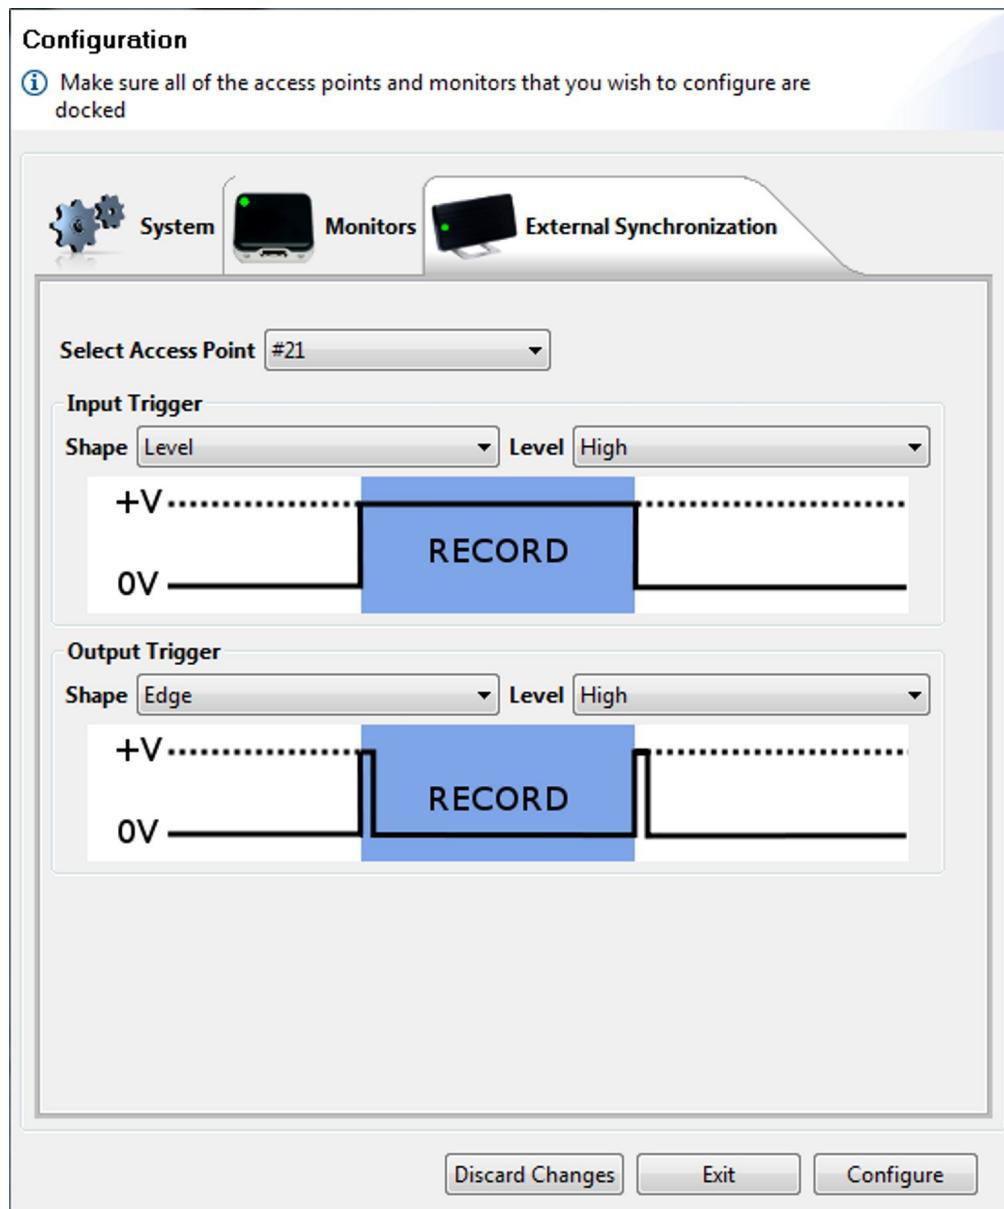 Configuration
Make sure all of the access points and monitors that you wish to configure are
docked
System Monitors External Synchronization
Select Access Point #21
Input Trigger
Shape Level Level High
+V
RECORD
0V
Output Trigger
Shape Edge Level High
+V
RECORD
0V
Discard Changes Exit Configure